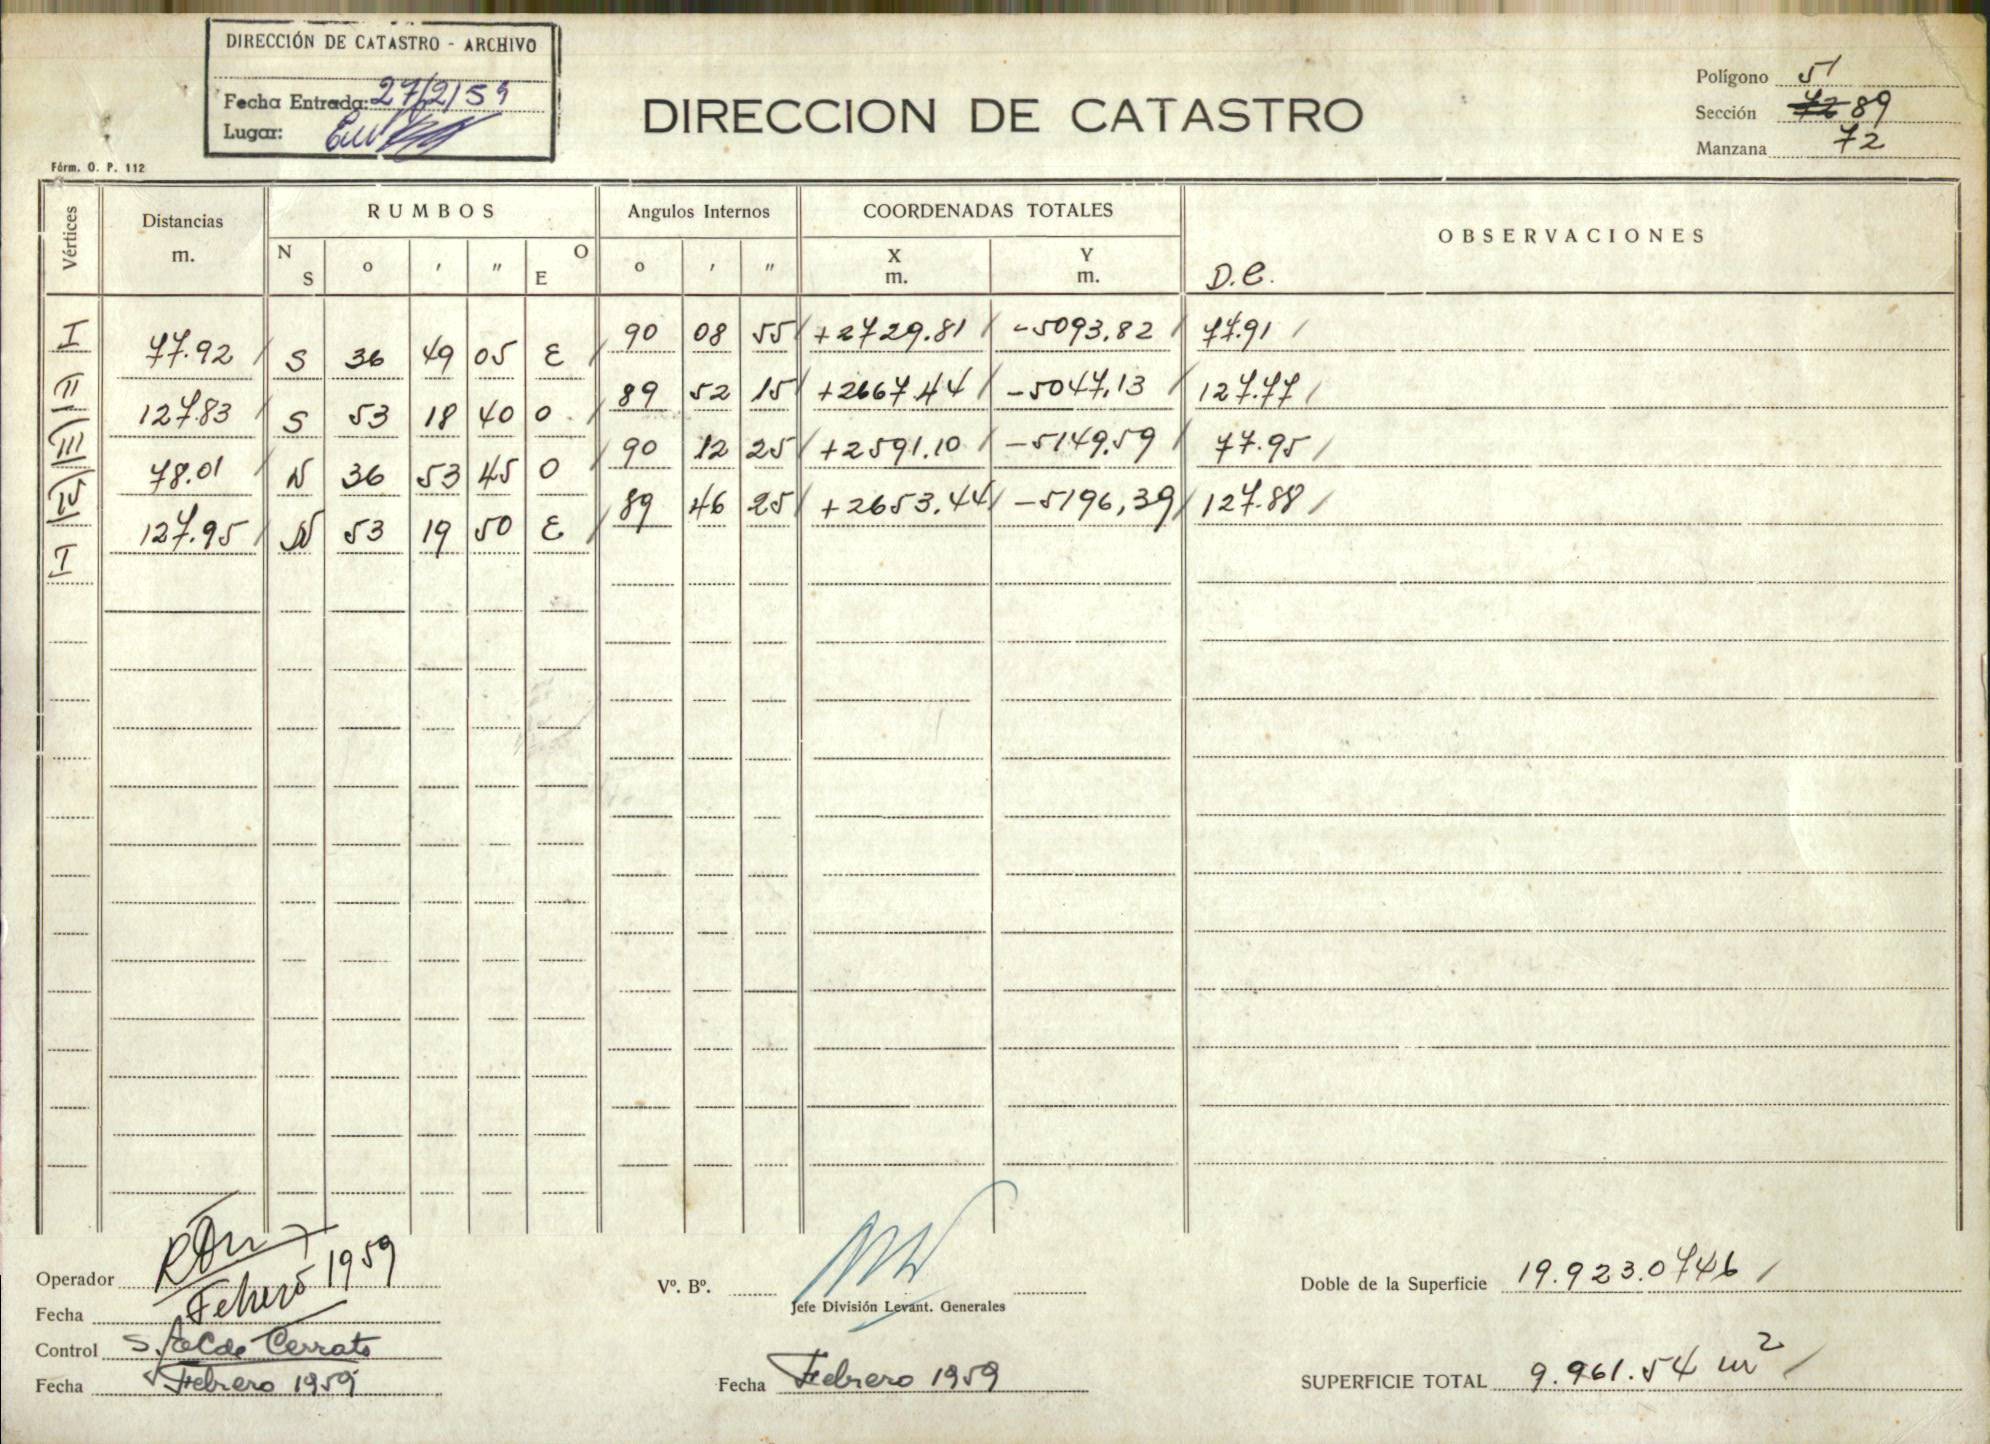 DIRECCIÓN DE CATASTRO - ARCHIVO
Fecha Entrada: 27/2/59
Lugar:
DIRECCION DE CATASTRO
Polígono 51
Sección 72 89
Manzana 72
Fórm. O. P. 112
Vértices Distancias m. RUMBOS Angulos Internos COORDENADAS TOTALES OBSERVACIONES
N S o ′ ″ O E o ′ ″ X m. Y m. D.C.
I 90 08 55 +2729.81 -5093.82 77.91
77.92 S 36 49 05 E
II 89 52 15 +2667.44 -5047.13 127.77
127.83 S 53 18 40 O
III 90 12 25 +2591.10 -5149.59 77.95
78.01 N 36 53 45 O
IV 89 46 25 +2653.44 -5196,39 127.88
127.95 N 53 19 50 E
I
Operador
Fecha Febrero 1959
Control S. Cerrato
Fecha Febrero 1959
Vº. Bº.
Jefe División Levant. Generales
Fecha Febrero 1959
Doble de la Superficie 19.923.0746
SUPERFICIE TOTAL 9.961.54 m²